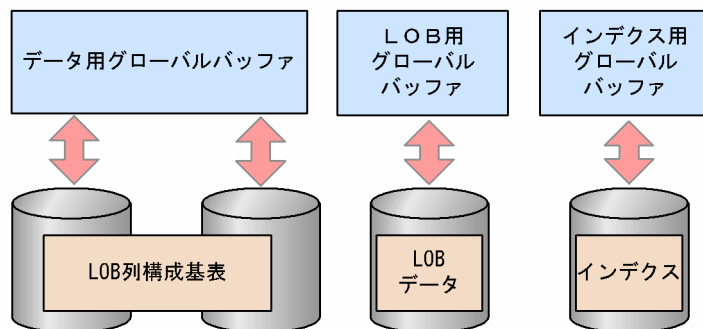 データ用グローバルバッファ
ＬＯＢ用
グローバル
バッファ
インデクス用
グローバル
バッファ
LOB列構成基表
LOB
データ
インデクス